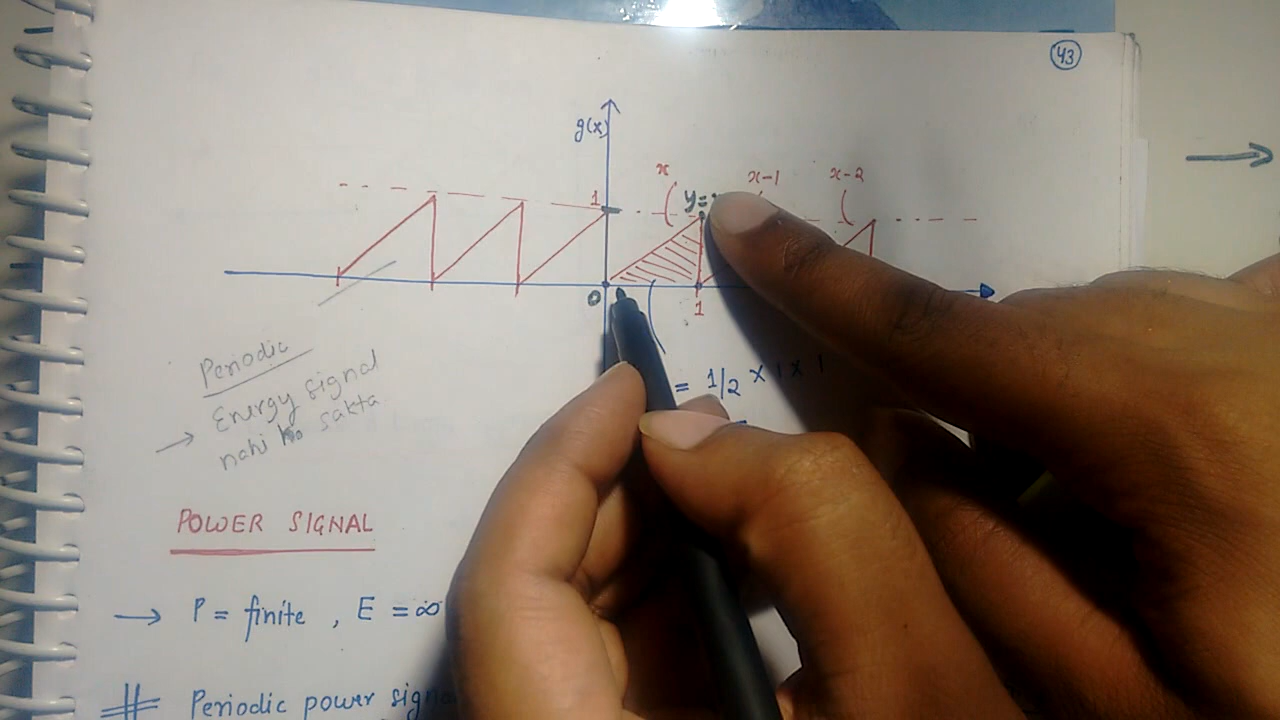 43
g(x)
x x-1 x-2
1 y=
0 1
= 1/2 × 1 × 1
Periodic
→ Energy signal
nahi ho sakta
POWER SIGNAL
→ P = finite , E = ∞
# Periodic power